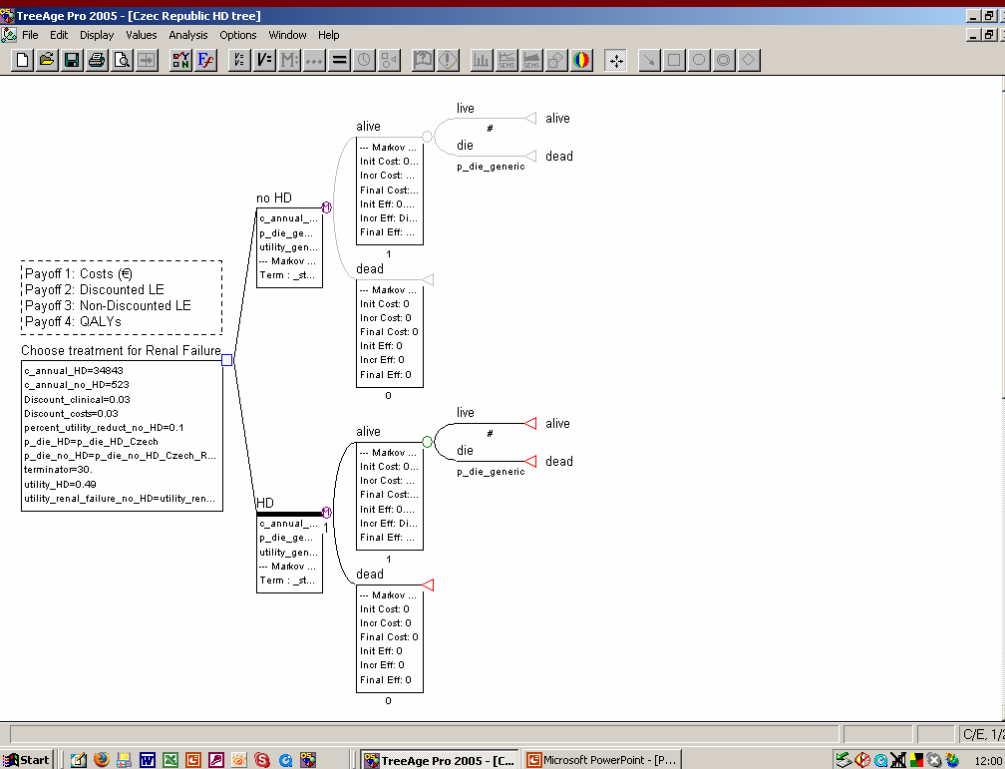 TreeAge Pro 2005 - [Czec Republic HD tree]
File Edit Display Values Analysis Options Window Help
live
alive
#
die
dead
p_die_generic
alive
--- Markov ...
Init Cost: 0...
Incr Cost: ...
Final Cost:...
Init Eff: 0....
Incr Eff: Di...
Final Eff: ...
1
no HD
c_annual_...
p_die_ge...
utility_gen...
--- Markov ...
Term : _st...
dead
--- Markov ...
Init Cost: 0
Incr Cost: 0
Final Cost: 0
Init Eff: 0
Incr Eff: 0
Final Eff: 0
0
Payoff 1: Costs (€)
Payoff 2: Discounted LE
Payoff 3: Non-Discounted LE
Payoff 4: QALYs
Choose treatment for Renal Failure
c_annual_HD=34843
c_annual_no_HD=523
Discount_clinical=0.03
Discount_costs=0.03
percent_utility_reduct_no_HD=0.1
p_die_HD=p_die_HD_Czech
p_die_no_HD=p_die_no_HD_Czech_R...
terminator=30.
utility_HD=0.49
utility_renal_failure_no_HD=utility_ren...
live
alive
#
die
dead
p_die_generic
alive
--- Markov ...
Init Cost: 0...
Incr Cost: ...
Final Cost:...
Init Eff: 0....
Incr Eff: Di...
Final Eff: ...
1
HD
1
c_annual_...
p_die_ge...
utility_gen...
--- Markov ...
Term : _st...
dead
--- Markov ...
Init Cost: 0
Incr Cost: 0
Final Cost: 0
Init Eff: 0
Incr Eff: 0
Final Eff: 0
0
C/E, 1/2
Start
TreeAge Pro 2005 - [C...
Microsoft PowerPoint - [P...
12:00